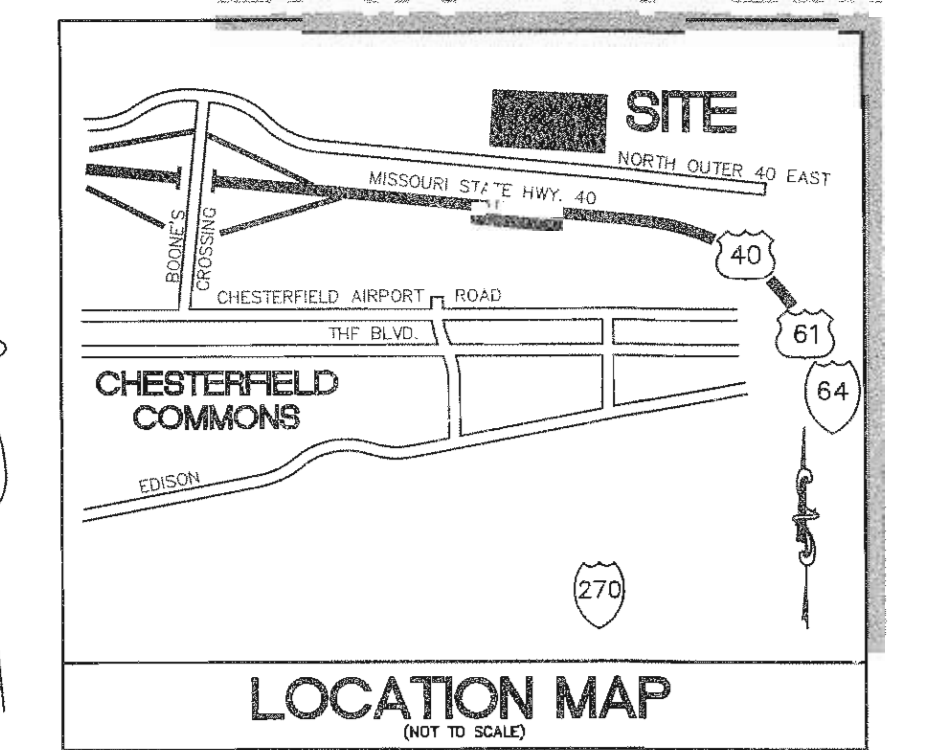 SITE
NORTH OUTER 40 EAST
MISSOURI STATE HWY. 40
BOONE'S
CROSSING
40
CHESTERFIELD AIRPORT ROAD
61
THF BLVD.
64
CHESTERFIELD
COMMONS
EDISON
270
LOCATION MAP
(NOT TO SCALE)